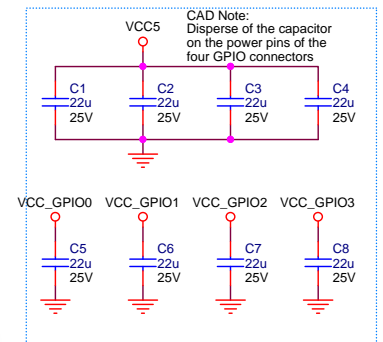 CAD Note:
Disperse of the capacitor
on the power pins of the
four GPIO connectors
VCC5
C1
22u
25V
C2
22u
25V
C3
22u
25V
C4
22u
25V
VCC_GPIO0
VCC_GPIO1
VCC_GPIO2
VCC_GPIO3
C5
22u
25V
C6
22u
25V
C7
22u
25V
C8
22u
25V